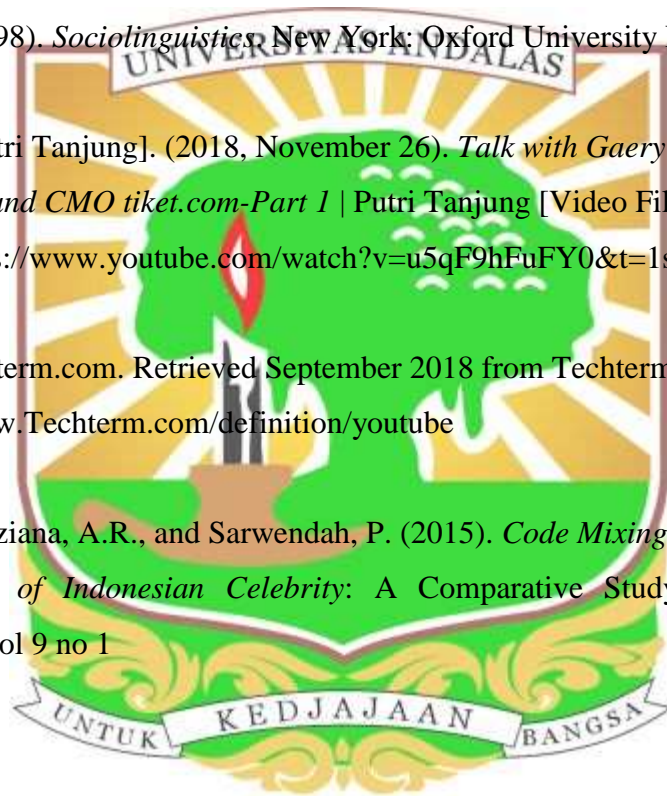 98). Sociolinguistics. New York: Oxford University
UNIVERSITAS ANDALAS
tri Tanjung]. (2018, November 26). Talk with Gaery
and CMO tiket.com-Part 1 | Putri Tanjung [Video Fil
s://www.youtube.com/watch?v=u5qF9hFuFY0&t=1s
term.com. Retrieved September 2018 from Techterm
w.Techterm.com/definition/youtube
ziana, A.R., and Sarwendah, P. (2015). Code Mixing
of Indonesian Celebrity: A Comparative Study
ol 9 no 1
UNTUK KEDJAJAAN BANGSA